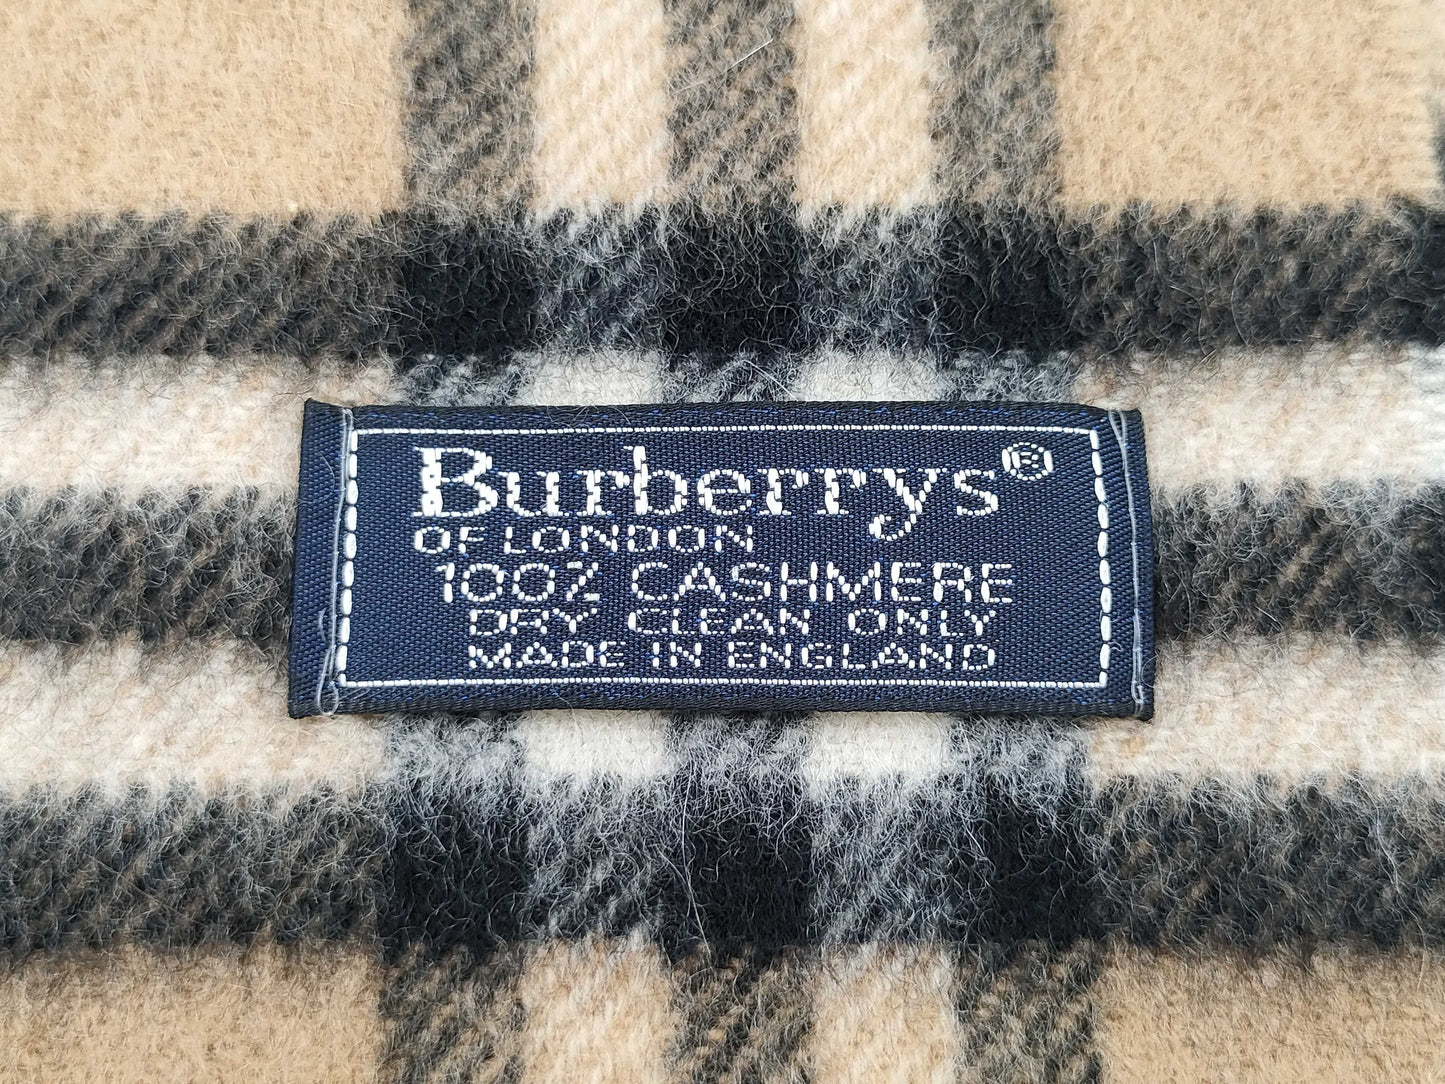 Burberrys®
OF LONDON
100% CASHMERE
DRY CLEAN ONLY
MADE IN ENGLAND